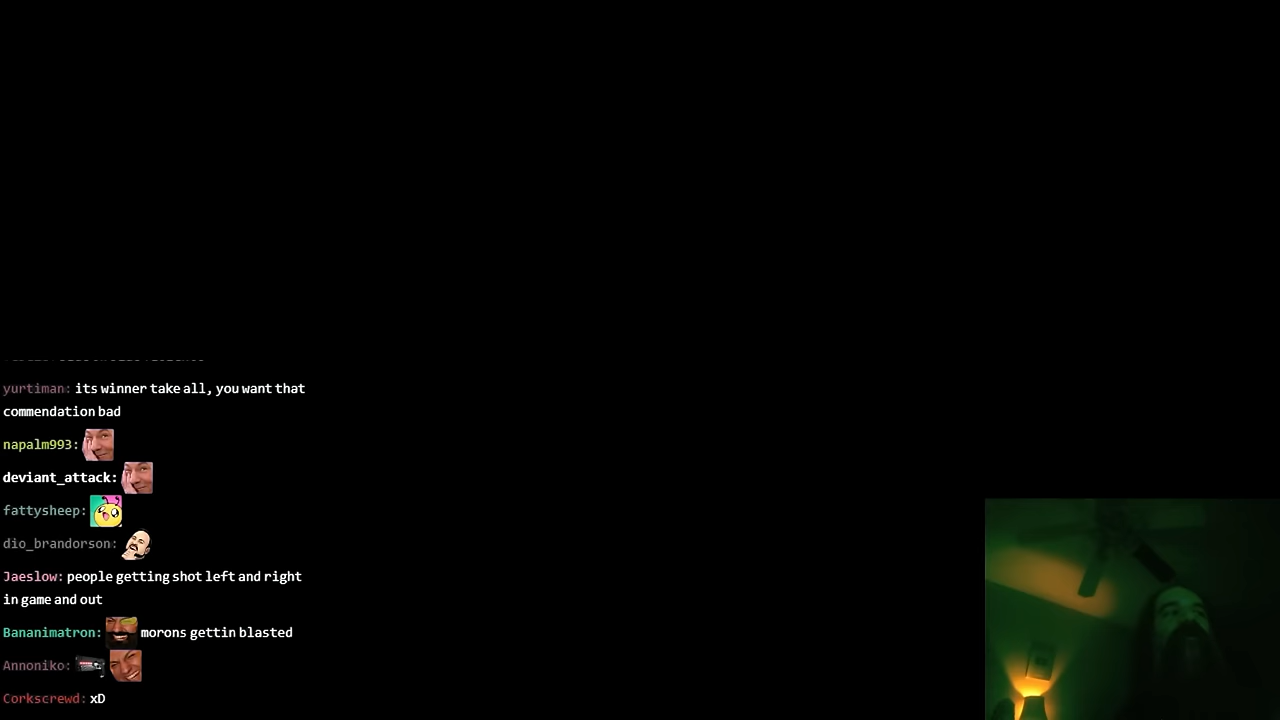 yurtiman: its winner take all, you want that
commendation bad
napalm993:
deviant_attack:
fattysheep:
dio_brandorson:
Jaeslow: people getting shot left and right
in game and out
Bananimatron: morons gettin blasted
Annoniko:
Corkscrewd: xD